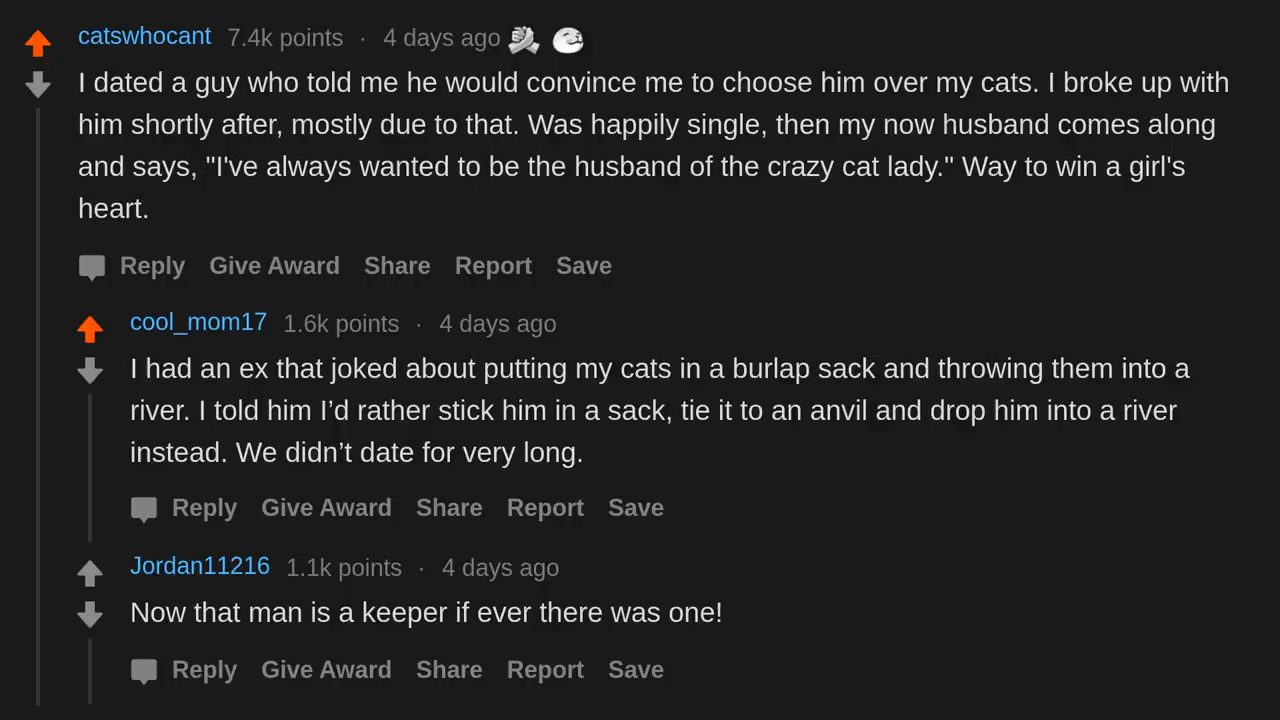 catswhocant 7.4k points · 4 days ago
I dated a guy who told me he would convince me to choose him over my cats. I broke up with
him shortly after, mostly due to that. Was happily single, then my now husband comes along
and says, "I've always wanted to be the husband of the crazy cat lady." Way to win a girl's
heart.
Reply Give Award Share Report Save
cool_mom17 1.6k points · 4 days ago
I had an ex that joked about putting my cats in a burlap sack and throwing them into a
river. I told him I’d rather stick him in a sack, tie it to an anvil and drop him into a river
instead. We didn’t date for very long.
Reply Give Award Share Report Save
Jordan11216 1.1k points · 4 days ago
Now that man is a keeper if ever there was one!
Reply Give Award Share Report Save